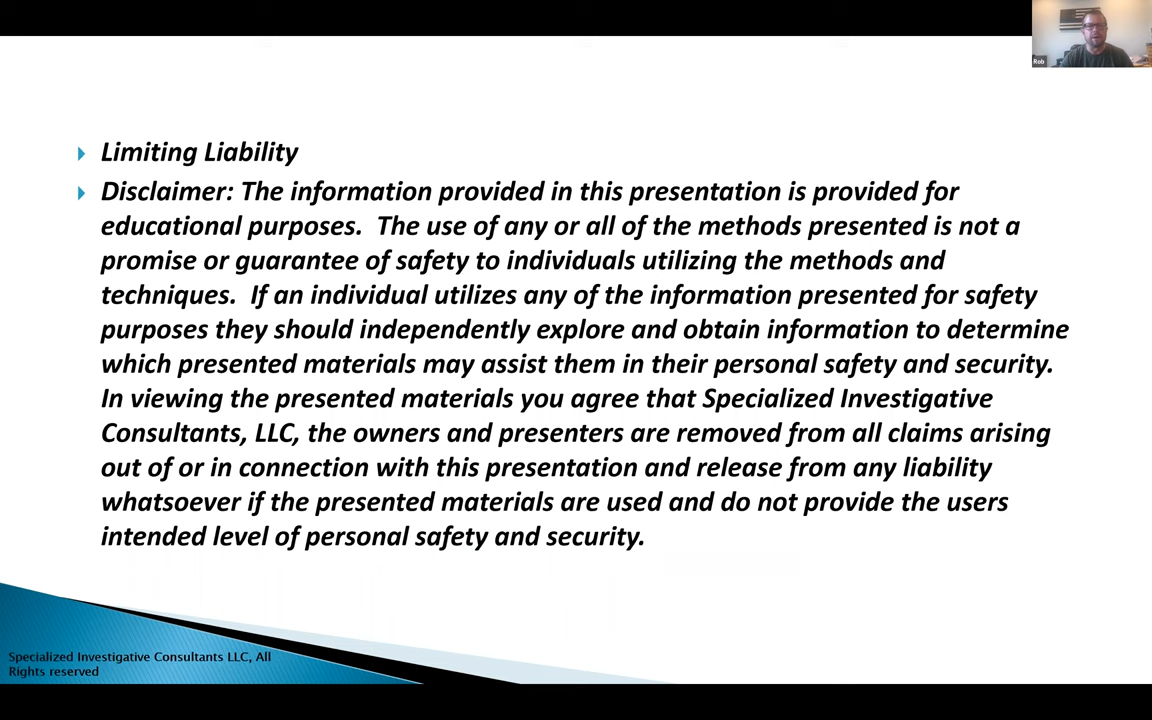 Rob
Limiting Liability
Disclaimer: The information provided in this presentation is provided for
educational purposes.  The use of any or all of the methods presented is not a
promise or guarantee of safety to individuals utilizing the methods and
techniques.  If an individual utilizes any of the information presented for safety
purposes they should independently explore and obtain information to determine
which presented materials may assist them in their personal safety and security.
In viewing the presented materials you agree that Specialized Investigative
Consultants, LLC, the owners and presenters are removed from all claims arising
out of or in connection with this presentation and release from any liability
whatsoever if the presented materials are used and do not provide the users
intended level of personal safety and security.
Specialized Investigative Consultants LLC, All
Rights reserved